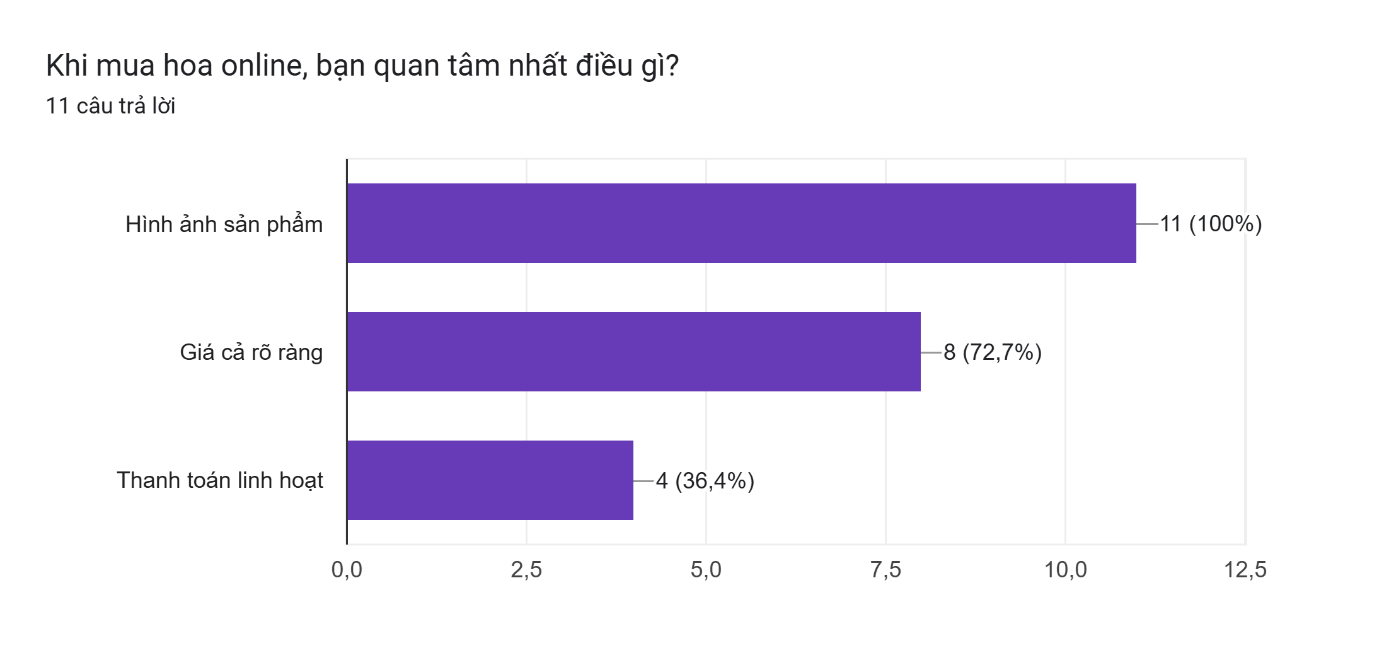 Khi mua hoa online, bạn quan tâm nhất điều gì?
11 câu trả lời
Hình ảnh sản phẩm
11 (100%)
Giá cả rõ ràng
8 (72,7%)
Thanh toán linh hoạt
4 (36,4%)
0,0 2,5 5,0 7,5 10,0 12,5